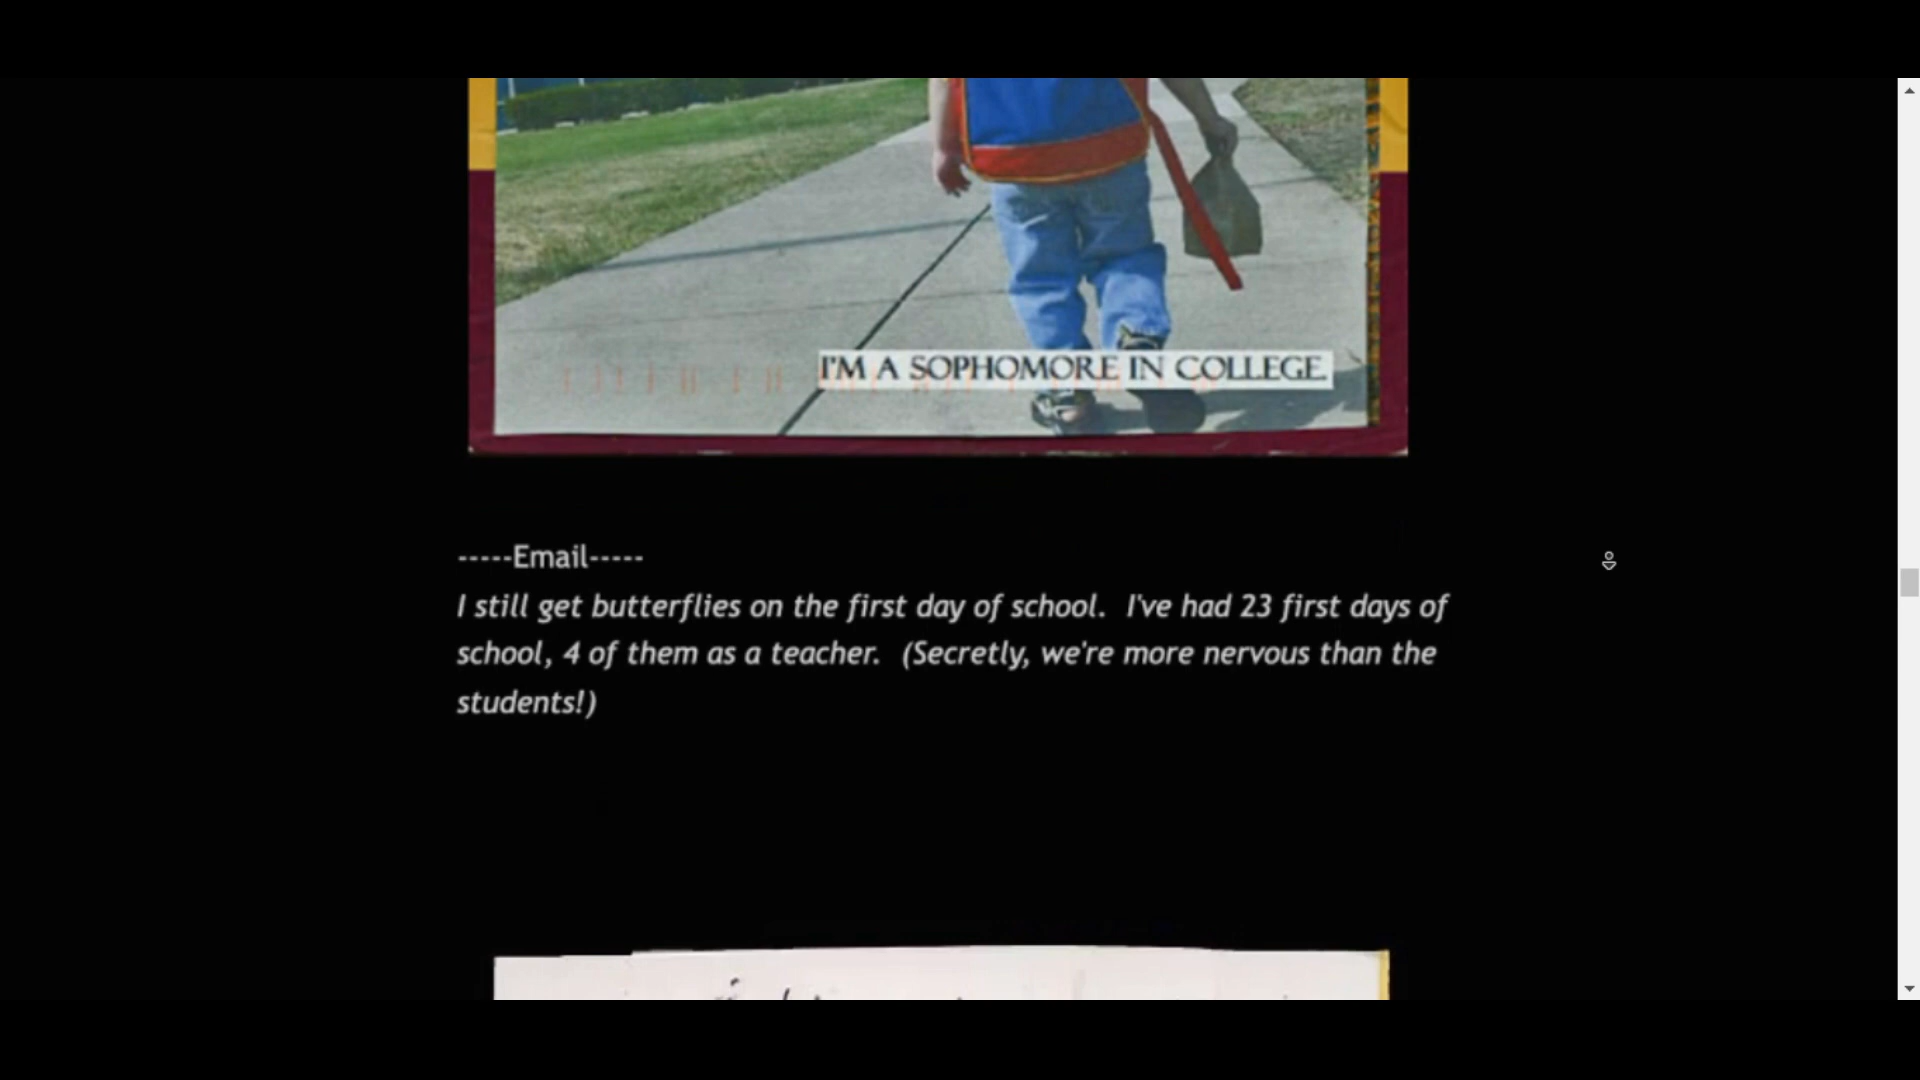 I'M A SOPHOMORE IN COLLEGE.
-----Email-----
I still get butterflies on the first day of school.  I've had 23 first days of
school, 4 of them as a teacher.  (Secretly, we're more nervous than the
students!)